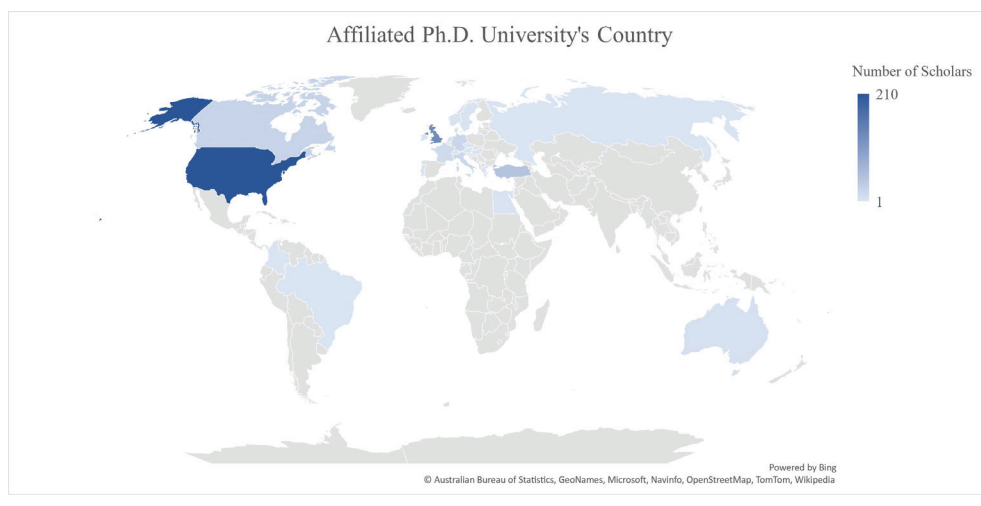 Affiliated Ph.D. University's Country
Number of Scholars
210
1
Powered by Bing
© Australian Bureau of Statistics, GeoNames, Microsoft, Navinfo, OpenStreetMap, TomTom, Wikipedia